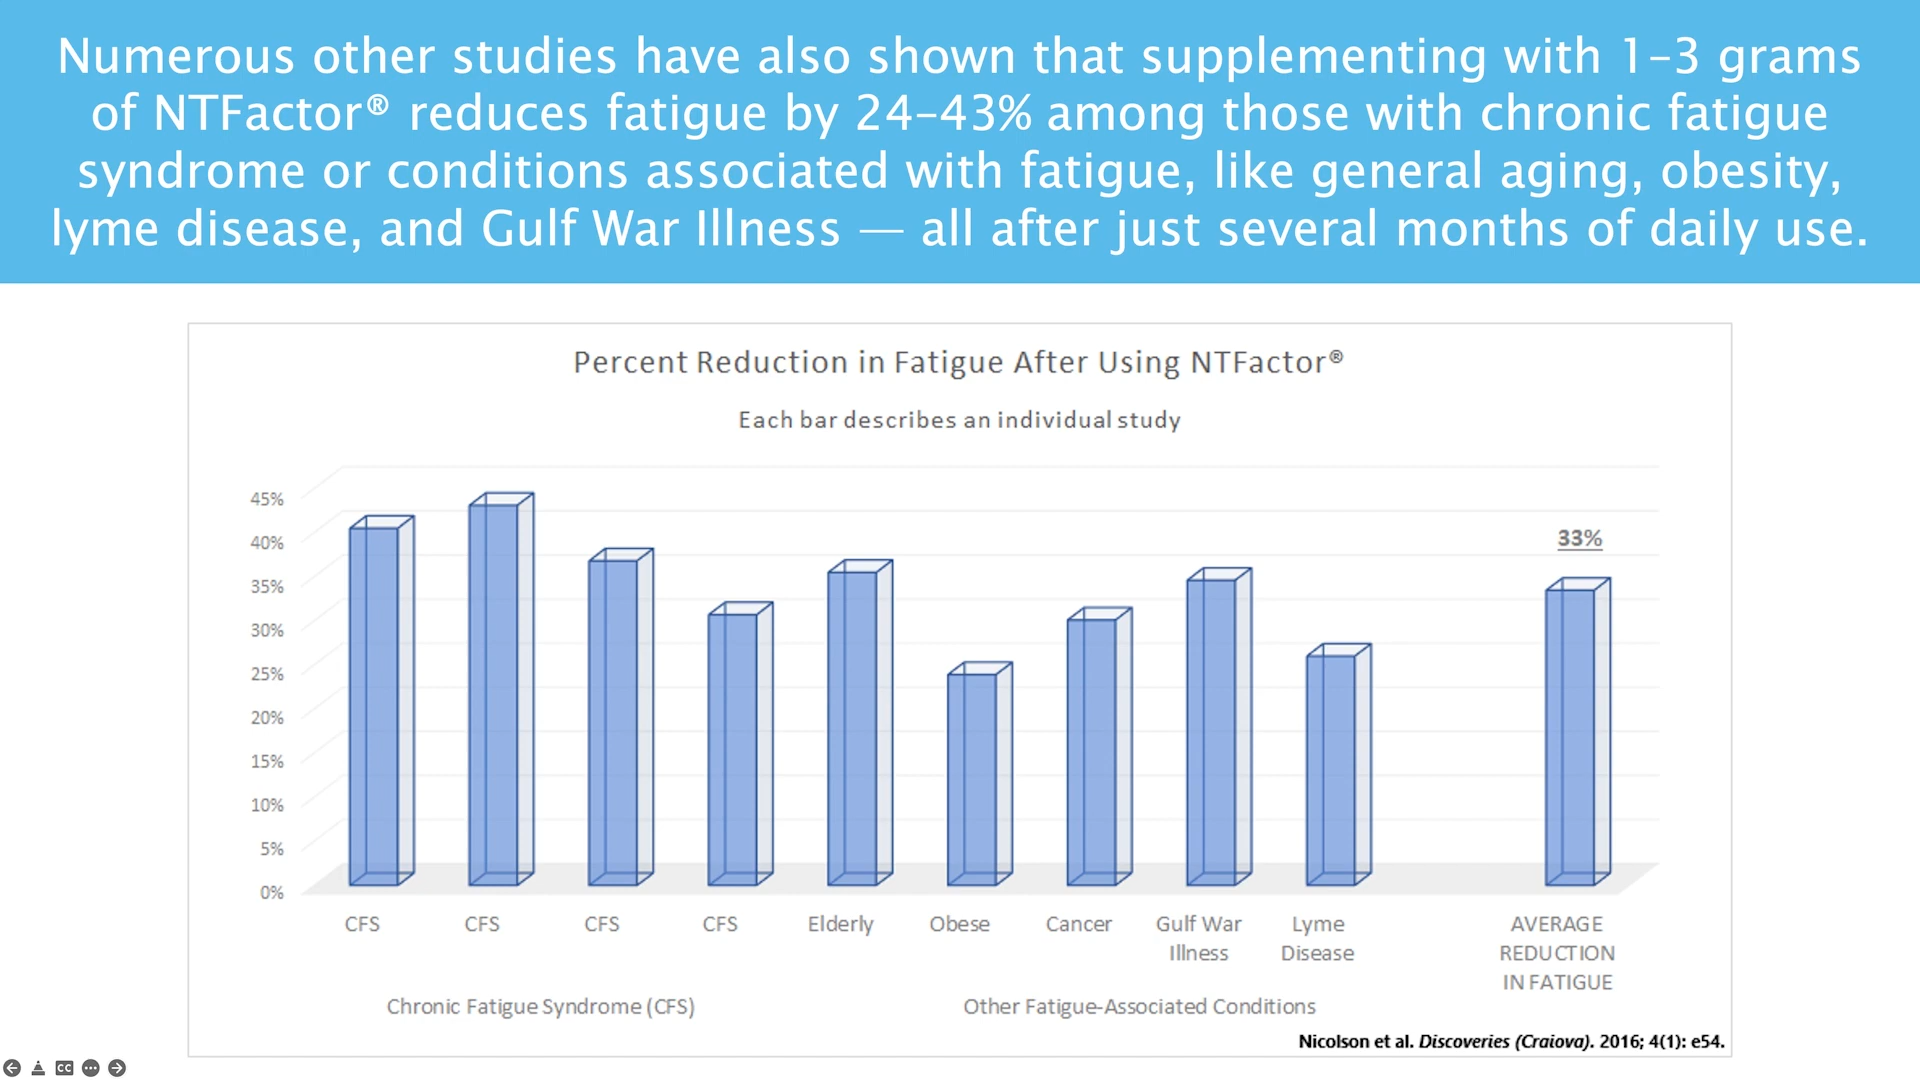 Numerous other studies have also shown that supplementing with 1–3 grams
of NTFactor® reduces fatigue by 24–43% among those with chronic fatigue
syndrome or conditions associated with fatigue, like general aging, obesity,
lyme disease, and Gulf War Illness — all after just several months of daily use.
Percent Reduction in Fatigue After Using NTFactor®
Each bar describes an individual study
45%
40%
35%
30%
25%
20%
15%
10%
5%
0%
33%
CFS CFS CFS CFS Elderly Obese Cancer Gulf War Lyme AVERAGE
Illness Disease REDUCTION
IN FATIGUE
Chronic Fatigue Syndrome (CFS) Other Fatigue-Associated Conditions
Nicolson et al. Discoveries (Craiova). 2016; 4(1): e54.
CC